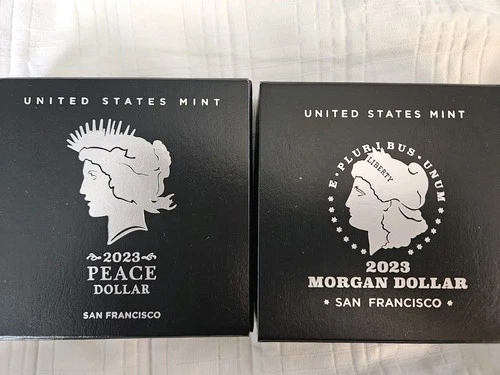 UNITED STATES MINT
2023
PEACE
DOLLAR
SAN FRANCISCO
UNITED STATES MINT
E·PLURIBUS·UNUM
LIBERTY
2023
MORGAN DOLLAR
* SAN FRANCISCO *